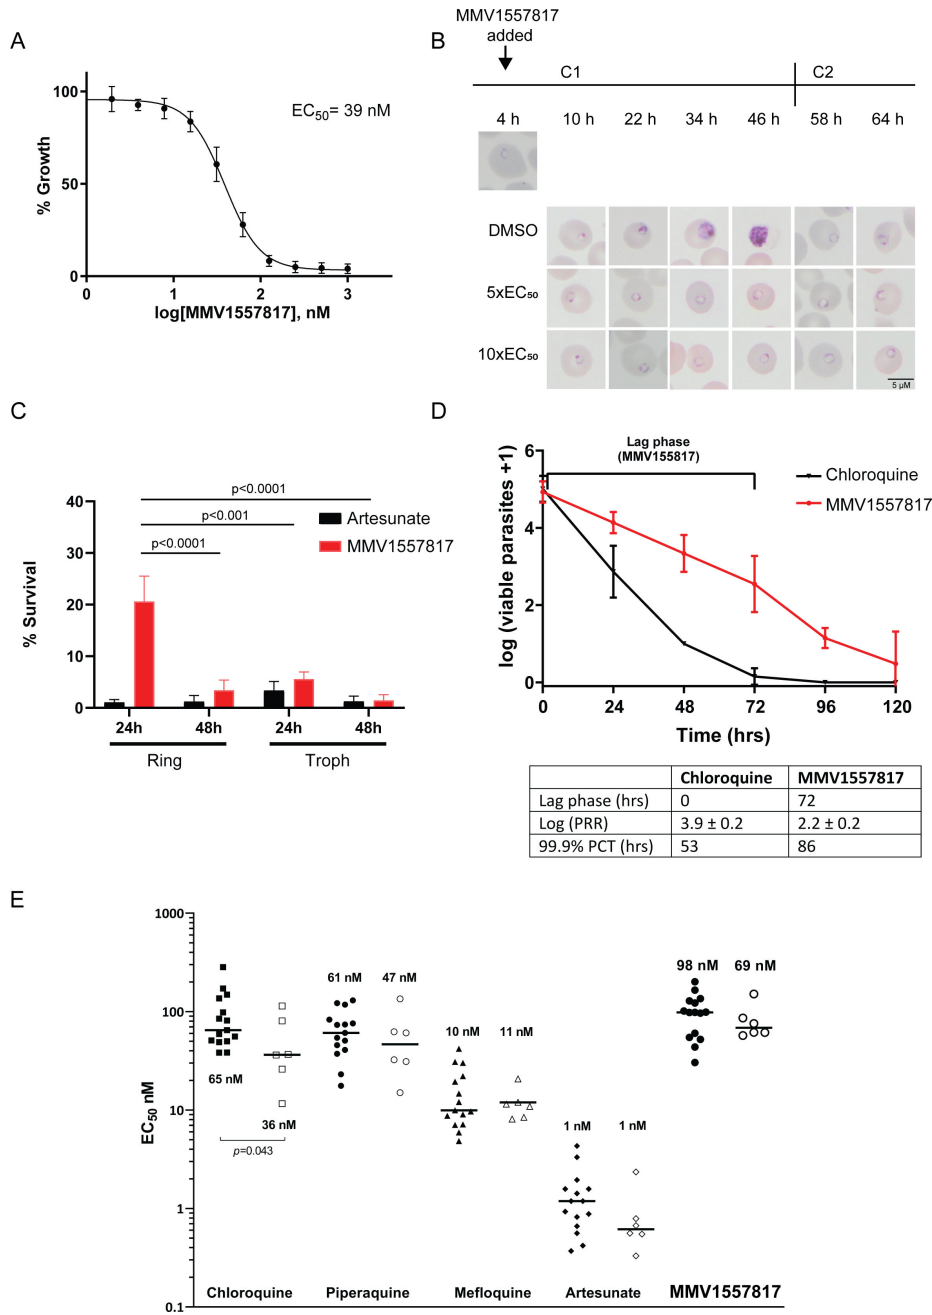 A
100
50
0
% Growth
EC50= 39 nM
0 1 2 3
log[MMV1557817], nM
B
MMV1557817
added
C1 C2
4 h 10 h 22 h 34 h 46 h 58 h 64 h
DMSO
5xEC50
10xEC50
5 µM
C
p<0.0001
p<0.001
p<0.0001
Artesunate
MMV1557817
% Survival
40
30
20
10
0
24h 48h 24h 48h
Ring Troph
D
Lag phase
(MMV155817)
Chloroquine
MMV1557817
log (viable parasites +1)
6
4
2
0
0 24 48 72 96 120
Time (hrs)
Chloroquine MMV1557817
Lag phase (hrs) 0 72
Log (PRR) 3.9 ± 0.2 2.2 ± 0.2
99.9% PCT (hrs) 53 86
E
EC50 nM
1000
100
10
1
0.1
65 nM
36 nM
p=0.043
61 nM 47 nM
10 nM 11 nM
1 nM 1 nM
98 nM 69 nM
Chloroquine Piperaquine Mefloquine Artesunate MMV1557817